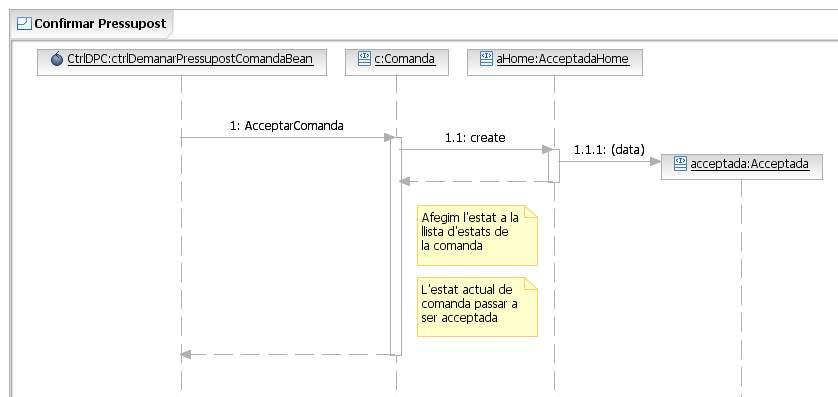 Confirmar Pressupost
CtrlDPC:ctrlDemanarPressupostComandaBean
c:Comanda
aHome:AcceptadaHome
1: AcceptarComanda
1.1: create
1.1.1: (data)
acceptada:Acceptada
Afegim l'estat a la
llista d'estats de
la comanda
L'estat actual de
comanda passar a
ser acceptada